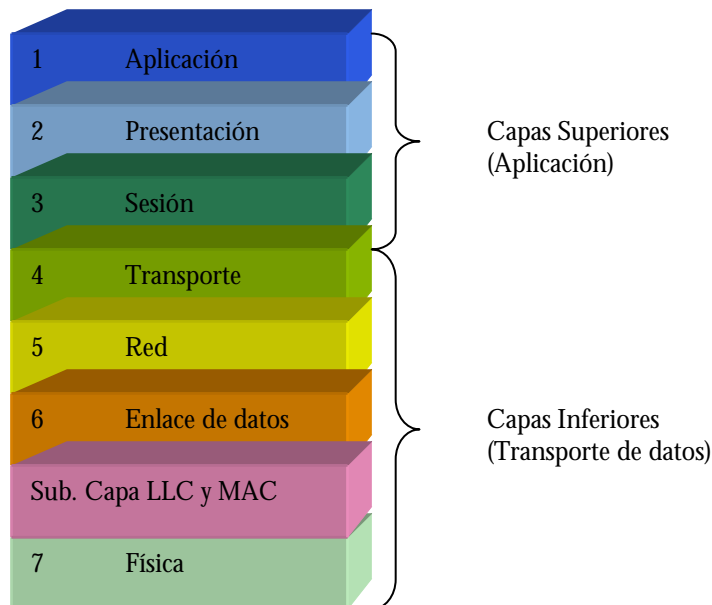 1 Aplicación
2 Presentación
3 Sesión
4 Transporte
5 Red
6 Enlace de datos
Sub. Capa LLC y MAC
7 Física
Capas Superiores
(Aplicación)
Capas Inferiores
(Transporte de datos)